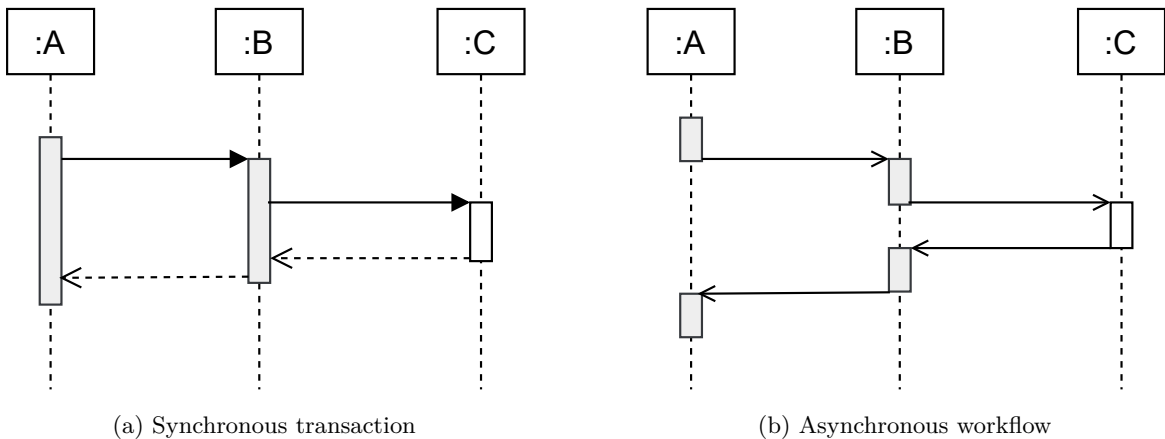 :A :B :C :A :B :C
(a) Synchronous transaction
(b) Asynchronous workflow